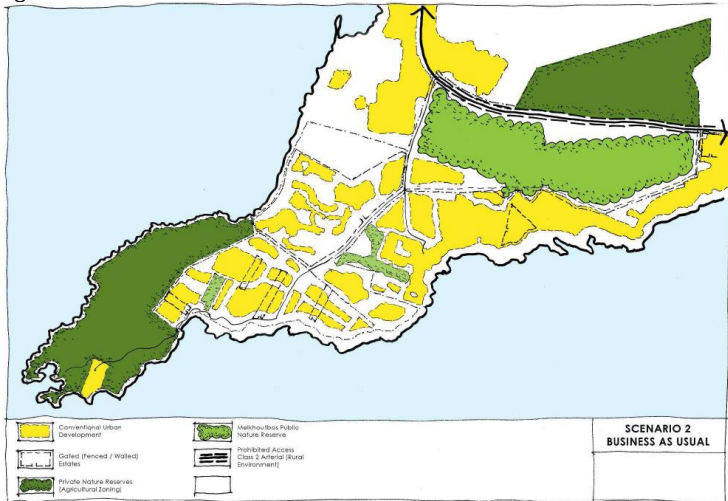 Conventional Urban
Development
Gated (Fenced / Walled)
Estates
Private Nature Reserves
(Agricultural Zoning)
Melkhoutbos Public
Nature Reserve
Prohibited Access
Class 2 Arterial (Rural
Environment)
SCENARIO 2
BUSINESS AS USUAL